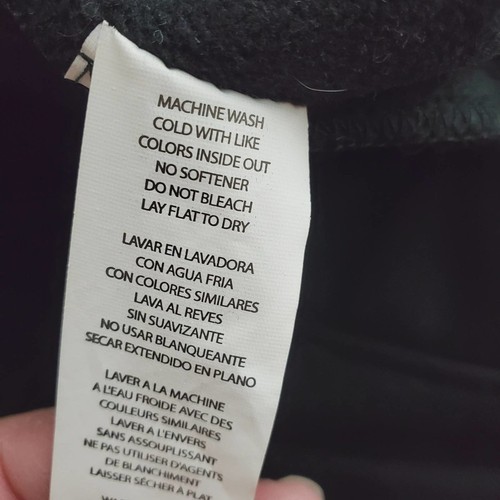 MACHINE WASH
COLD WITH LIKE
COLORS INSIDE OUT
NO SOFTENER
DO NOT BLEACH
LAY FLAT TO DRY
LAVAR EN LAVADORA
CON AGUA FRIA
CON COLORES SIMILARES
LAVA AL REVES
SIN SUAVIZANTE
NO USAR BLANQUEANTE
SECAR EXTENDIDO EN PLANO
LAVER A LA MACHINE
A L'EAU FROIDE AVEC DES
COULEURS SIMILAIRES
LAVER A L'ENVERS
SANS ASSOUPLISSANT
NE PAS UTILISER D'AGENTS
DE BLANCHIMENT
LAISSER SÉCHER À PLAT